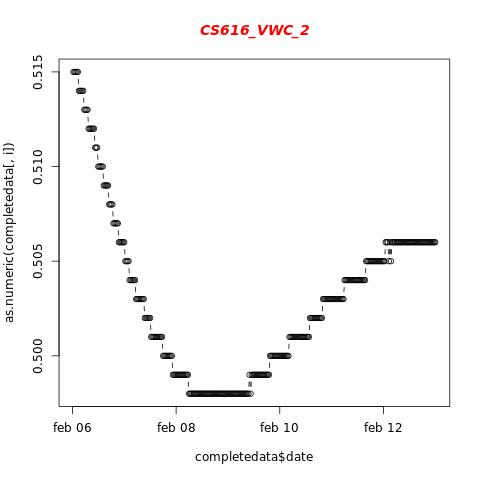 CS616_VWC_2
as.numeric(completedata[, i])
0.515
0.510
0.505
0.500
feb 06
feb 08
feb 10
feb 12
completedata$date